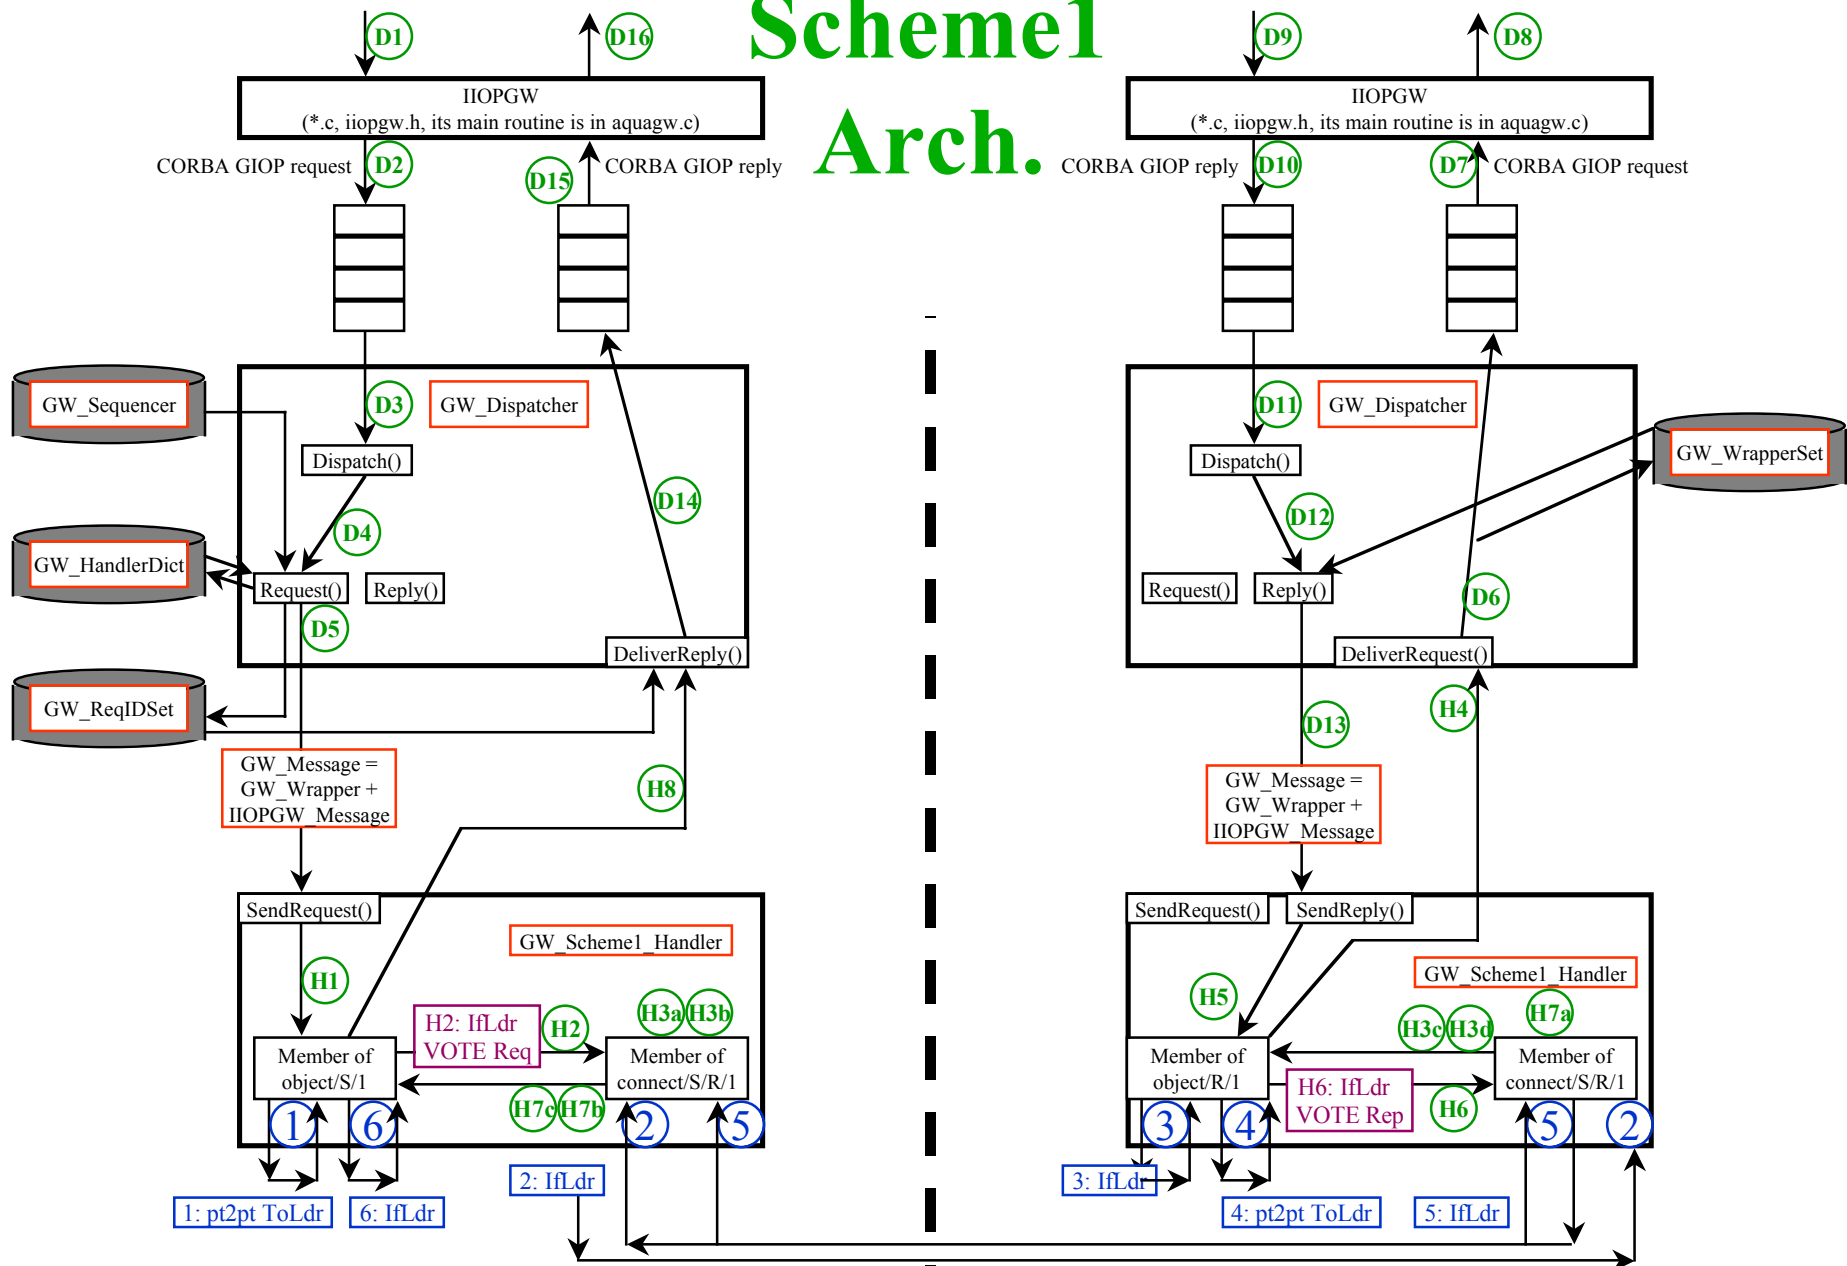 Scheme1
Arch.
D1
D16
D9
D8
IIOPGW
(*.c, iiopgw.h, its main routine is in aquagw.c)
IIOPGW
(*.c, iiopgw.h, its main routine is in aquagw.c)
CORBA GIOP request
D2
D15
CORBA GIOP reply
CORBA GIOP reply
D10
D7
CORBA GIOP request
GW_Sequencer
D3
GW_Dispatcher
D11
GW_Dispatcher
Dispatch()
Dispatch()
GW_WrapperSet
D14
D4
D12
GW_HandlerDict
Request()
Reply()
Request()
Reply()
D6
D5
DeliverReply()
DeliverRequest()
GW_ReqIDSet
H4
D13
GW_Message =
GW_Wrapper +
IIOPGW_Message
H8
GW_Message =
GW_Wrapper +
IIOPGW_Message
SendRequest()
SendRequest()
SendReply()
GW_Scheme1_Handler
GW_Scheme1_Handler
H1
H5
H3a
H3b
H7a
H2: IfLdr
VOTE Req
H2
H3c
H3d
Member of
object/S/1
Member of
connect/S/R/1
Member of
object/R/1
Member of
connect/S/R/1
H7c
H7b
H6: IfLdr
VOTE Rep
H6
1
6
2
5
3
4
5
2
1: pt2pt ToLdr
6: IfLdr
2: IfLdr
3: IfLdr
4: pt2pt ToLdr
5: IfLdr